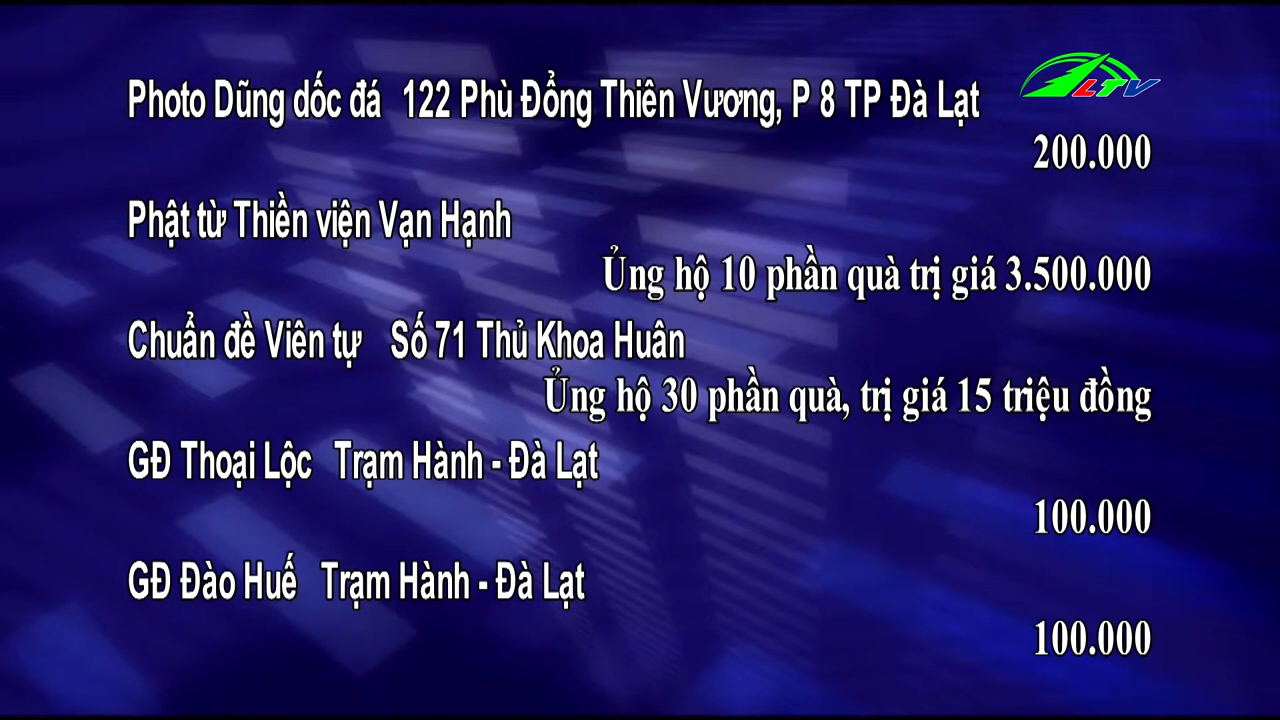 Photo Dũng dốc đá 122 Phù Đổng Thiên Vương, P 8 TP Đà Lạt
LTV
200.000
Phật từ Thiền viện Vạn Hạnh
Ủng hộ 10 phần quà trị giá 3.500.000
Chuẩn đề Viên tự Số 71 Thủ Khoa Huân
Ủng hộ 30 phần quà, trị giá 15 triệu đồng
GĐ Thoại Lộc Trạm Hành - Đà Lạt
100.000
GĐ Đào Huế Trạm Hành - Đà Lạt
100.000